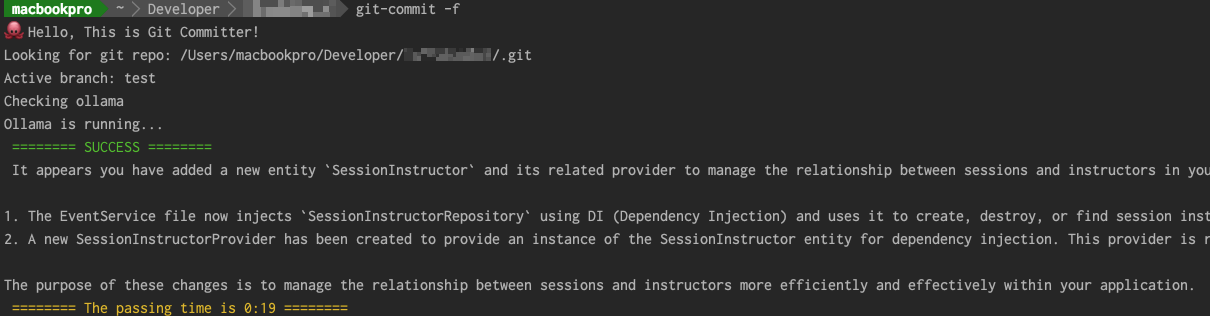 macbookpro ~ Developer git-commit -f
Hello, This is Git Committer!
Looking for git repo: /Users/macbookpro/Developer/ /.git
Active branch: test
Checking ollama
Ollama is running...
======== SUCCESS ========
It appears you have added a new entity `SessionInstructor` and its related provider to manage the relationship between sessions and instructors in you
1. The EventService file now injects `SessionInstructorRepository` using DI (Dependency Injection) and uses it to create, destroy, or find session inst
2. A new SessionInstructorProvider has been created to provide an instance of the SessionInstructor entity for dependency injection. This provider is r
The purpose of these changes is to manage the relationship between sessions and instructors more efficiently and effectively within your application.
======== The passing time is 0:19 ========